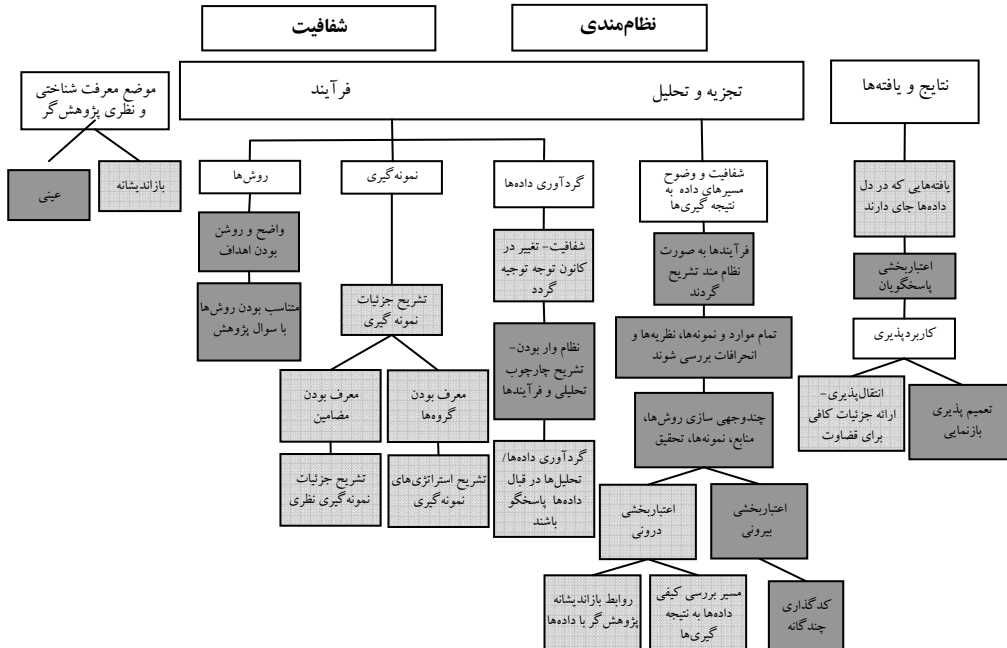 شفافیت
نظام‌مندی
موضع معرفت شناختی
و نظری پژوهش‌گر
فرآیند
تجزیه و تحلیل
نتایج و یافته‌ها
عینی
بازاندیشانه
روش‌ها
نمونه‌گیری
گردآوری داده‌ها
شفافیت و وضوح
مسیرهای داده به
نتیجه گیری‌ها
یافته‌هایی که در دل
داده‌ها جای دارند
واضح و روشن
بودن اهداف
شفافیت- تغییر در
کانون توجه توجیه
گردد
فرآیندها به صورت
نظام مند تشریح
گردند
اعتباربخشی
پاسخگویان
متناسب بودن روش‌ها
با سوال پژوهش
تشریح جزئیات
نمونه گیری
نظام وار بودن-
تشریح چارچوب
تحلیلی و فرآیندها
تمام موارد و نمونه‌ها، نظریه‌ها و
انحرافات بررسی شوند
کاربردپذیری
معرف بودن
مضامین
معرف بودن
گروه‌ها
چندوجهی سازی روش‌ها،
منابع، نمونه‌ها، تحقیق
انتقال‌پذیری-
ارائه جزئیات کافی
برای قضاوت
تعمیم پذیری
بازنمایی
تشریح جزئیات
نمونه‌گیری نظری
تشریح استراتژی‌های
نمونه‌گیری
گردآوری داده‌ها/
تحلیل‌ها در قبال
داده‌ها پاسخگو
باشند
اعتباربخشی
درونی
اعتباربخشی
بیرونی
روابط بازاندیشانه
پژوهش‌گر با داده‌ها
مسیر بررسی کیفی
داده‌ها به نتیجه
گیری‌ها
کدگذاری
چندگانه